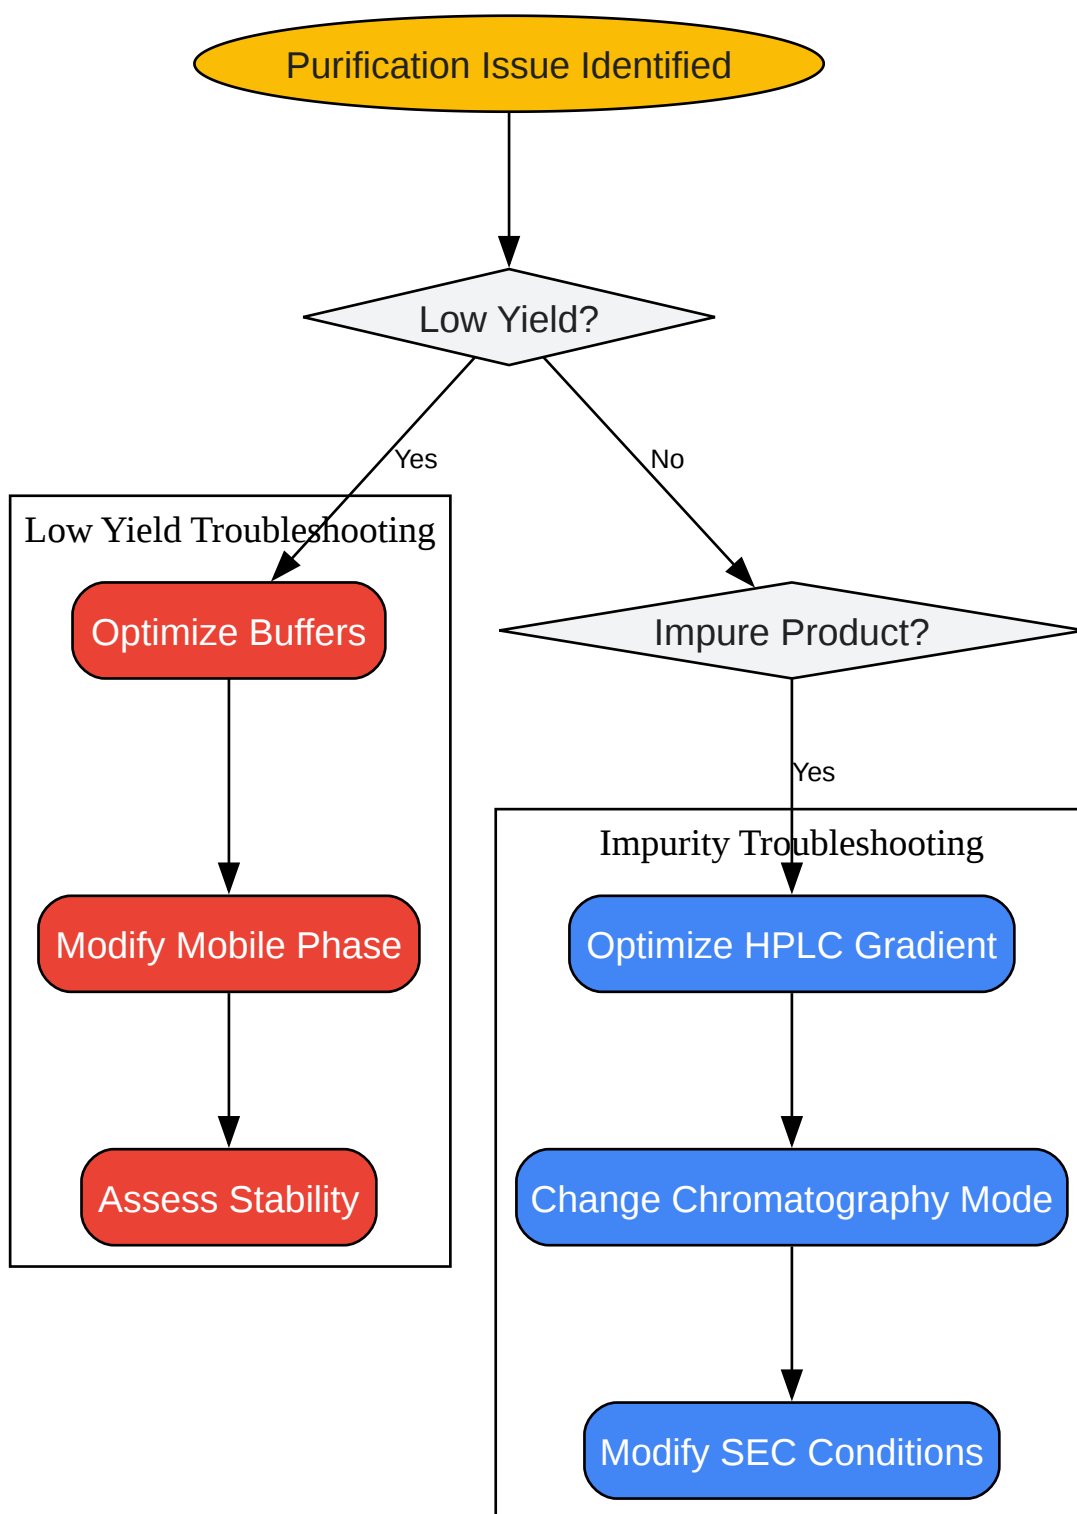 Purification Issue Identified
Low Yield?
Yes
No
Low Yield Troubleshooting
Optimize Buffers
Impure Product?
Yes
Impurity Troubleshooting
Modify Mobile Phase
Optimize HPLC Gradient
Assess Stability
Change Chromatography Mode
Modify SEC Conditions